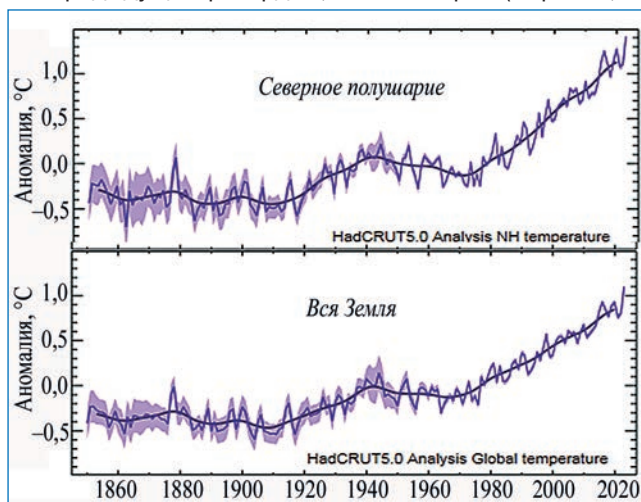 Аномалия, °C
1,0
0,5
0,0
–0,5
Северное полушарие
HadCRUT5.0 Analysis NH temperature
Аномалия, °C
1,0
0,5
0,0
–0,5
Вся Земля
HadCRUT5.0 Analysis Global temperature
1860 1880 1900 1920 1940 1960 1980 2000 2020